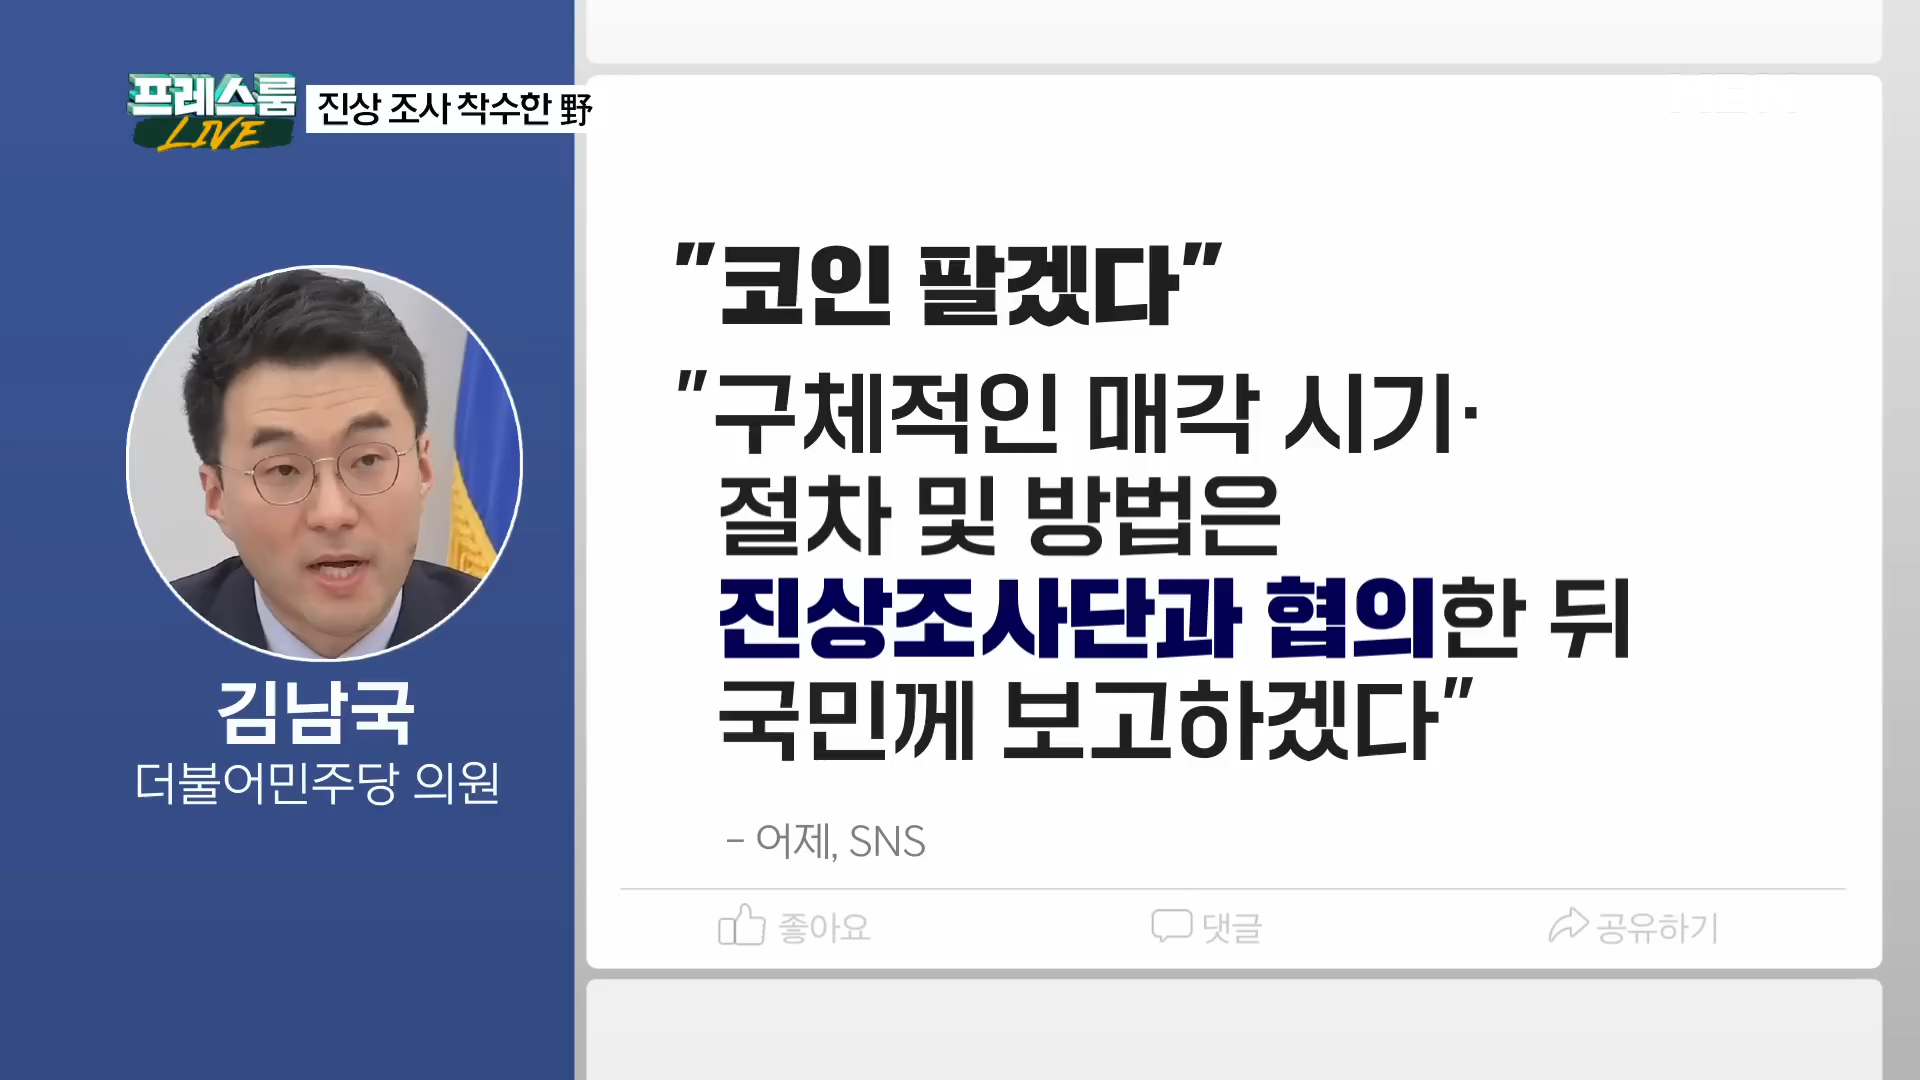 프레스룸
LIVE
진상 조사 착수한 野
"코인 팔겠다"
"구체적인 매각 시기·
절차 및 방법은
진상조사단과 협의한 뒤
국민께 보고하겠다"
– 어제, SNS
좋아요
댓글
공유하기
김남국
더불어민주당 의원